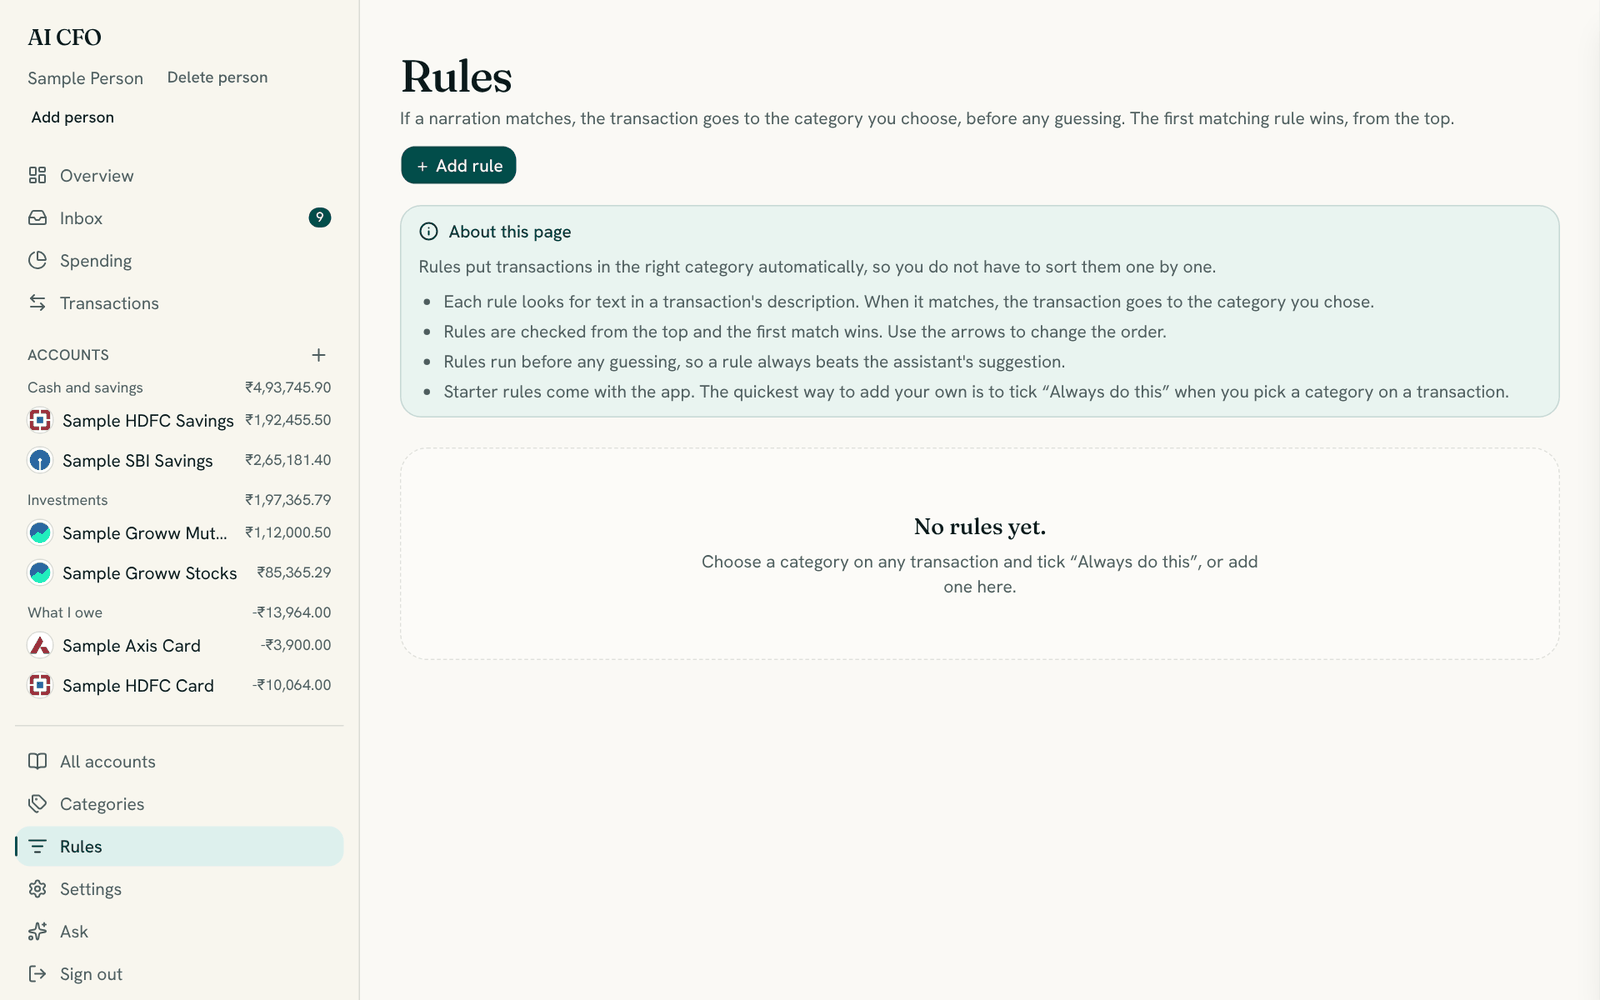 AI CFO
Sample Person Delete person
Add person
Overview
Inbox 9
Spending
Transactions
ACCOUNTS
Cash and savings ₹4,93,745.90
Sample HDFC Savings ₹1,92,455.50
Sample SBI Savings ₹2,65,181.40
Investments ₹1,97,365.79
Sample Groww Mut... ₹1,12,000.50
Sample Groww Stocks ₹85,365.29
What I owe -₹13,964.00
Sample Axis Card -₹3,900.00
Sample HDFC Card -₹10,064.00
All accounts
Categories
Rules
Settings
Ask
Sign out
Rules
If a narration matches, the transaction goes to the category you choose, before any guessing. The first matching rule wins, from the top.
+ Add rule
About this page
Rules put transactions in the right category automatically, so you do not have to sort them one by one.
• Each rule looks for text in a transaction's description. When it matches, the transaction goes to the category you chose.
• Rules are checked from the top and the first match wins. Use the arrows to change the order.
• Rules run before any guessing, so a rule always beats the assistant's suggestion.
• Starter rules come with the app. The quickest way to add your own is to tick “Always do this” when you pick a category on a transaction.
No rules yet.
Choose a category on any transaction and tick “Always do this”, or add
one here.